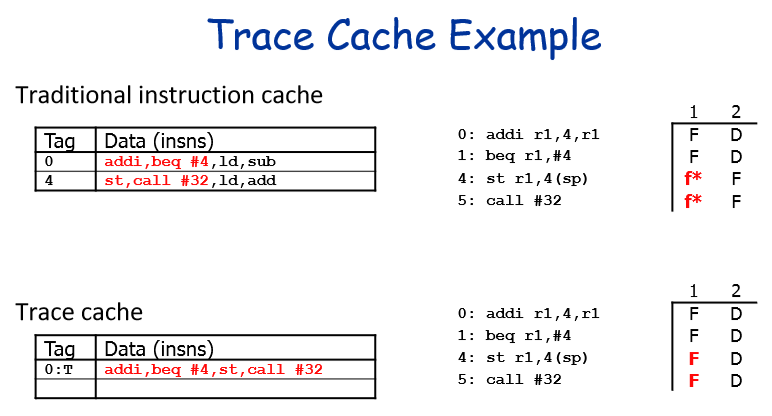 Trace Cache Example
Traditional instruction cache
Tag Data (insns)
0 addi,beq #4,ld,sub
4 st,call #32,ld,add
1 2
0: addi r1,4,r1 F D
1: beq r1,#4 F D
4: st r1,4(sp) f* F
5: call #32 f* F
Trace cache
Tag Data (insns)
0:T addi,beq #4,st,call #32
1 2
0: addi r1,4,r1 F D
1: beq r1,#4 F D
4: st r1,4(sp) F D
5: call #32 F D